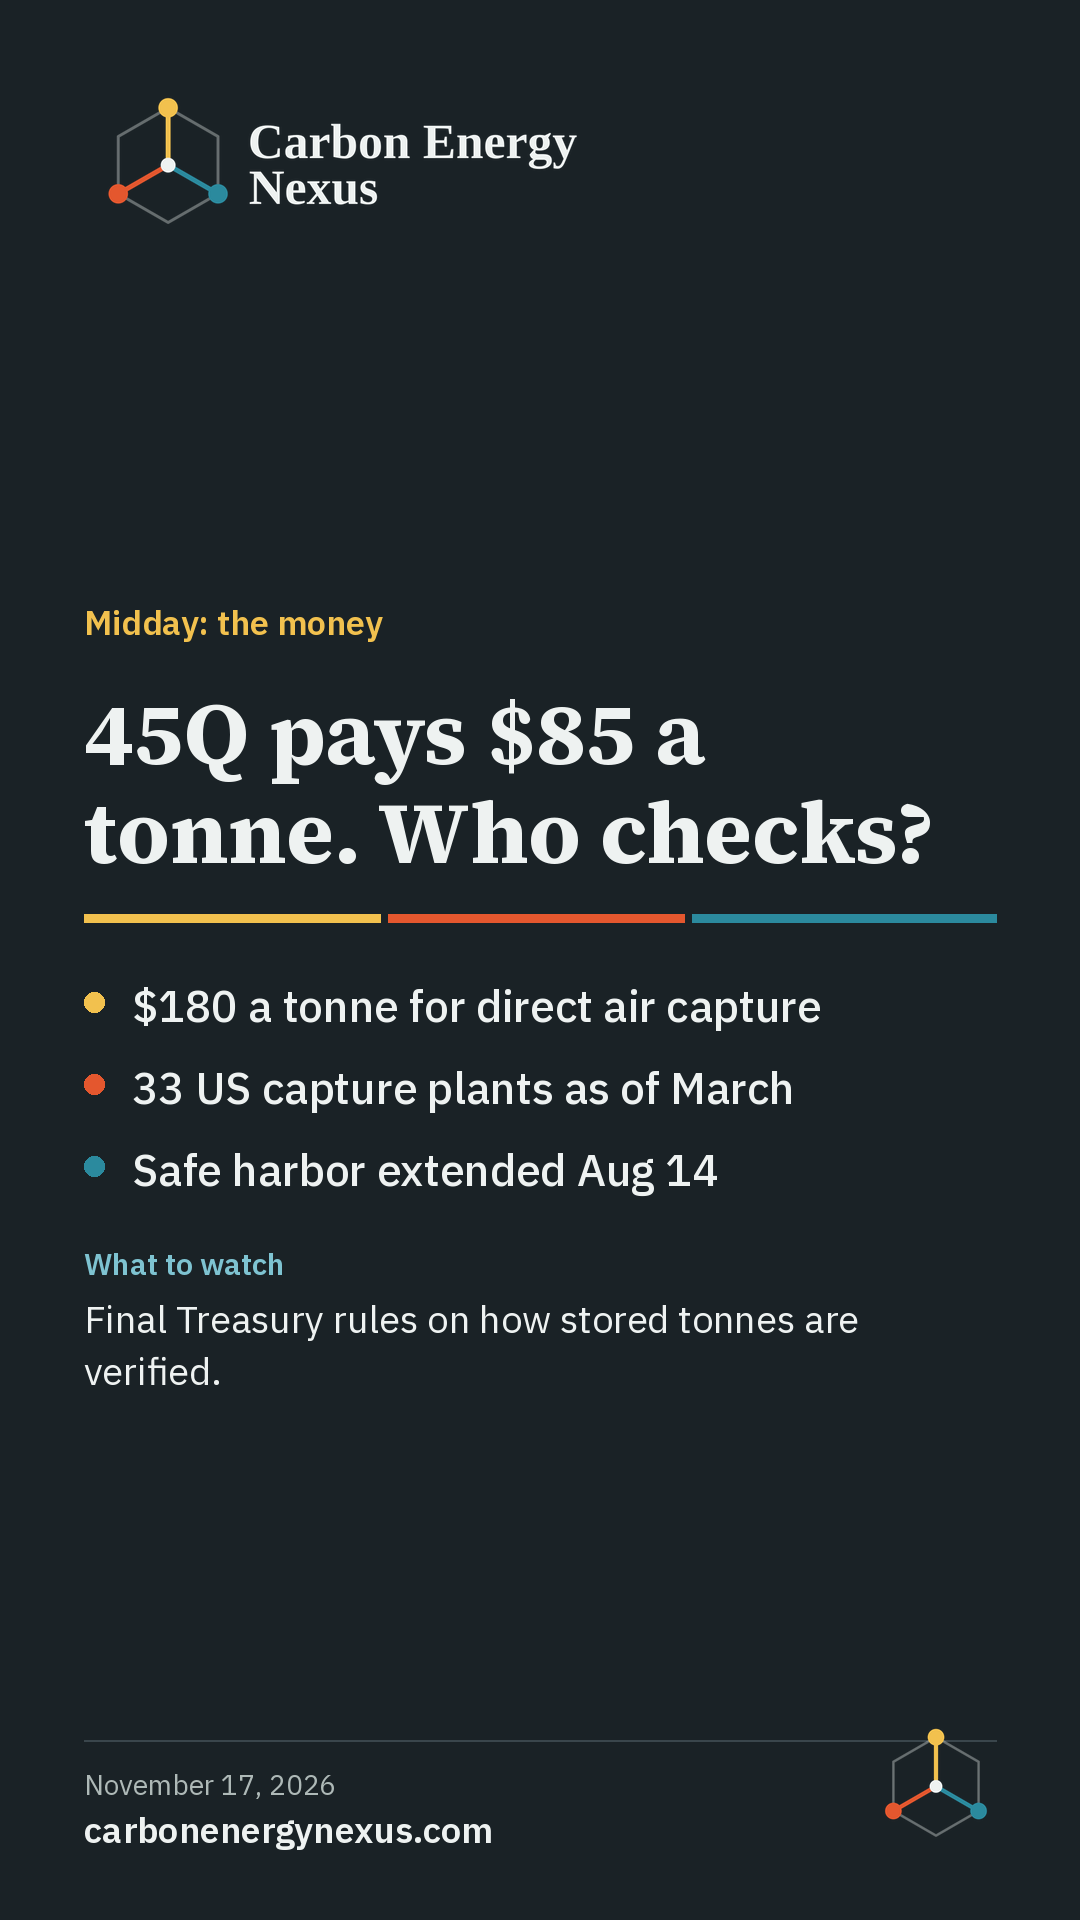 Carbon Energy
Nexus
Midday: the money
45Q pays $85 a
tonne. Who checks?
$180 a tonne for direct air capture
33 US capture plants as of March
Safe harbor extended Aug 14
What to watch
Final Treasury rules on how stored tonnes are
verified.
November 17, 2026
carbonenergynexus.com